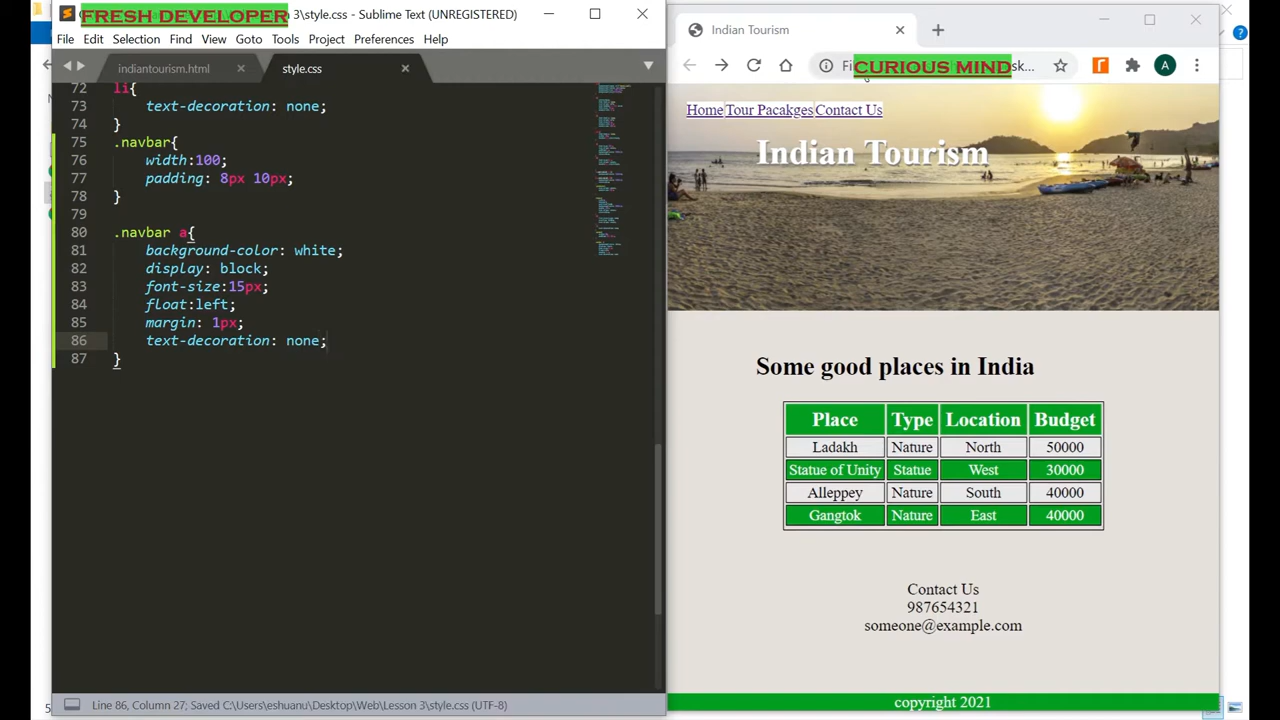 FRESH DEVELOPER
3\style.css - Sublime Text (UNREGISTERED)
File Edit Selection Find View Goto Tools Project Preferences Help
indiantourism.html
style.css
72 li{
73 text-decoration: none;
74 }
75 .navbar{
76 width:100;
77 padding: 8px 10px;
78 }
79
80 .navbar a{
81 background-color: white;
82 display: block;
83 font-size:15px;
84 float:left;
85 margin: 1px;
86 text-decoration: none;
87 }
Line 86, Column 27; Saved C:\Users\eshuanu\Desktop\Web\Lesson 3\style.css (UTF-8)
Indian Tourism
CURIOUS MIND
sk...
A
Home Tour Pacakges Contact Us
Indian Tourism
Some good places in India
Place Type Location Budget
Ladakh Nature North 50000
Statue of Unity Statue West 30000
Alleppey Nature South 40000
Gangtok Nature East 40000
Contact Us
987654321
someone@example.com
copyright 2021